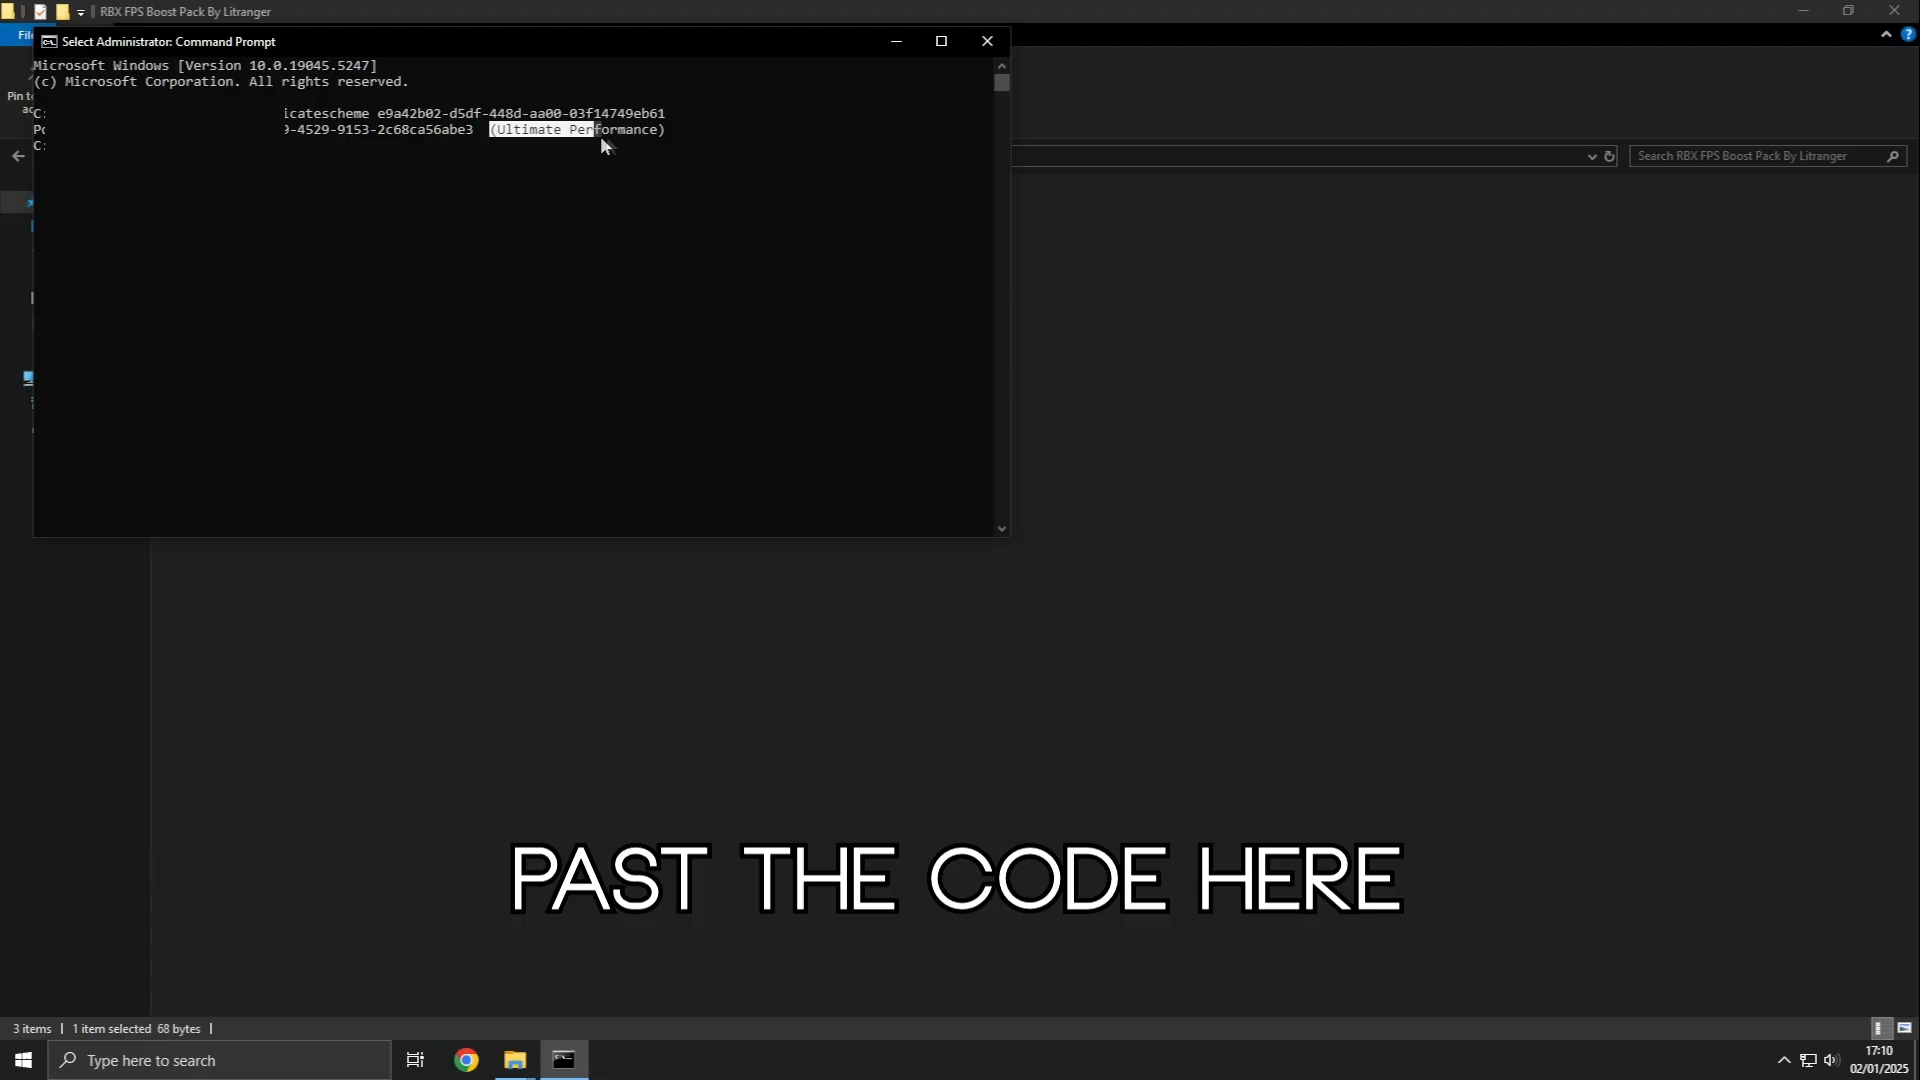 RBX FPS Boost Pack By Litranger
Select Administrator: Command Prompt
Microsoft Windows [Version 10.0.19045.5247]
(c) Microsoft Corporation. All rights reserved.
C: icatescheme e9a42b02-d5df-448d-aa00-03f14749eb61
-4529-9153-2c68ca56abe3 (Ultimate Performance)
C:
Search RBX FPS Boost Pack By Litranger
PAST THE CODE HERE
3 items | 1 item selected 68 bytes |
Type here to search
17:10
02/01/2025